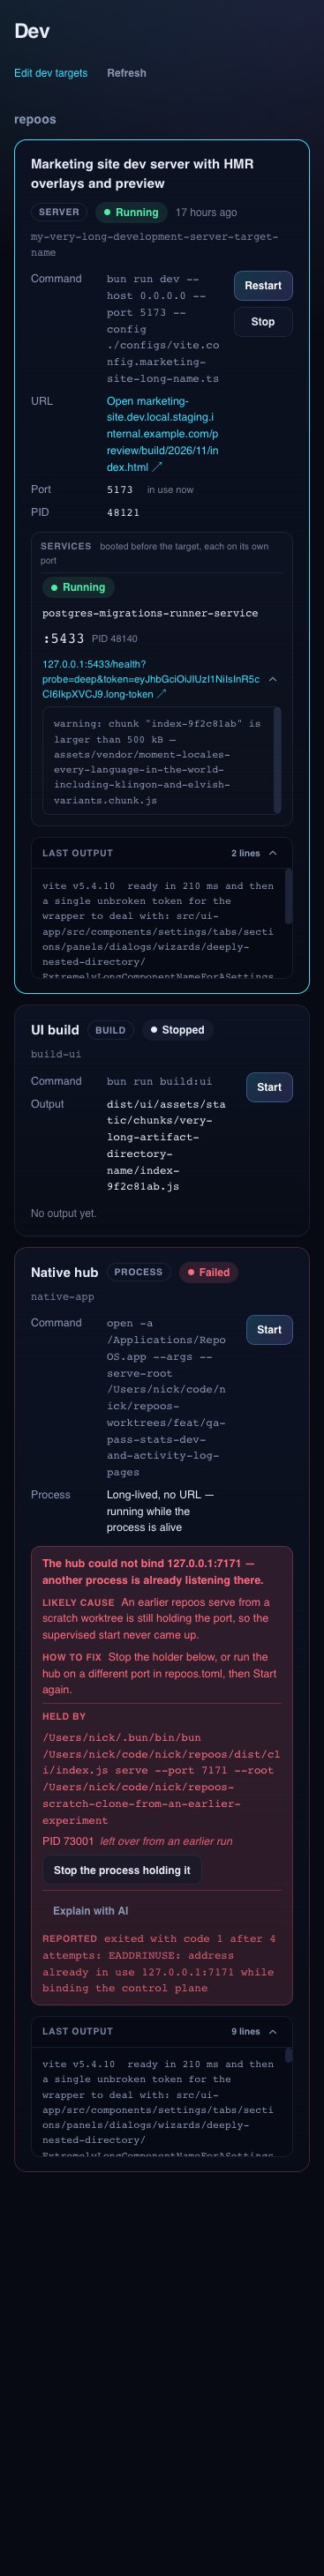 Dev
Edit dev targets Refresh
repoos
Marketing site dev server with HMR
overlays and preview
SERVER Running 17 hours ago
my-very-long-development-server-target-
name
Command bun run dev --
host 0.0.0.0 --
port 5173 --
config
./configs/vite.co
nfig.marketing-
site-long-name.ts
Restart
Stop
URL Open marketing-
site.dev.local.staging.i
nternal.example.com/p
review/build/2026/11/in
dex.html ↗
Port 5173 in use now
PID 48121
SERVICES booted before the target, each on its own
port
Running
postgres-migrations-runner-service
:5433 PID 48140
127.0.0.1:5433/health?
probe=deep&token=eyJhbGciOiJIUzI1NiIsInR5c
CI6IkpXVCJ9.long-token ↗
warning: chunk "index-9f2c81ab" is
larger than 500 kB —
assets/vendor/moment-locales-
every-language-in-the-world-
including-klingon-and-elvish-
variants.chunk.js
LAST OUTPUT 2 lines
vite v5.4.10 ready in 210 ms and then
a single unbroken token for the
wrapper to deal with: src/ui-
app/src/components/settings/tabs/secti
ons/panels/dialogs/wizards/deeply-
nested-directory/
ExtremelyLongComponentNameForASettings
UI build BUILD Stopped
build-ui
Command bun run build:ui
Start
Output dist/ui/assets/sta
tic/chunks/very-
long-artifact-
directory-
name/index-
9f2c81ab.js
No output yet.
Native hub PROCESS Failed
native-app
Command open -a
/Applications/Repo
OS.app --args --
serve-root
/Users/nick/code/n
ick/repoos-
worktrees/feat/qa-
pass-stats-dev-
and-activity-log-
pages
Start
Process Long-lived, no URL —
running while the
process is alive
The hub could not bind 127.0.0.1:7171 —
another process is already listening there.
LIKELY CAUSE An earlier repoos serve from a
scratch worktree is still holding the port, so the
supervised start never came up.
HOW TO FIX Stop the holder below, or run the
hub on a different port in repoos.toml, then Start
again.
HELD BY
/Users/nick/.bun/bin/bun
/Users/nick/code/nick/repoos/dist/cl
i/index.js serve --port 7171 --root
/Users/nick/code/nick/repoos-
scratch-clone-from-an-earlier-
experiment
PID 73001 left over from an earlier run
Stop the process holding it
Explain with AI
REPORTED exited with code 1 after 4
attempts: EADDRINUSE: address
already in use 127.0.0.1:7171 while
binding the control plane
LAST OUTPUT 9 lines
vite v5.4.10 ready in 210 ms and then
a single unbroken token for the
wrapper to deal with: src/ui-
app/src/components/settings/tabs/secti
ons/panels/dialogs/wizards/deeply-
nested-directory/
ExtremelyLongComponentNameForASettings